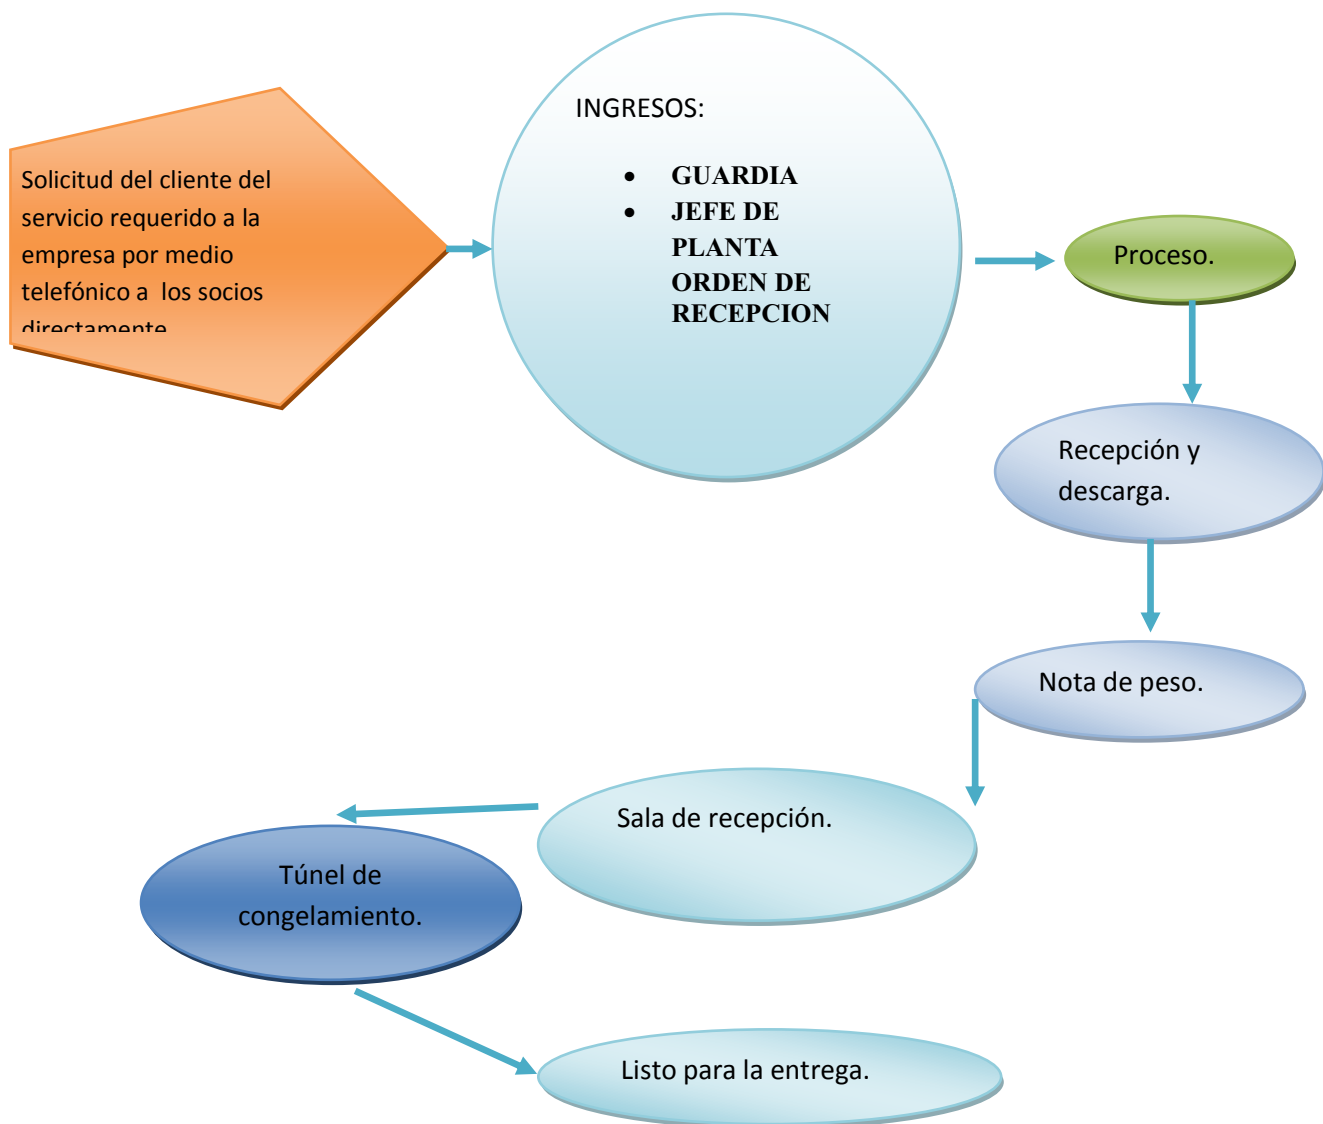 Solicitud del cliente del
servicio requerido a la
empresa por medio
telefónico a  los socios
directamente
INGRESOS:
• GUARDIA
• JEFE DE
PLANTA
ORDEN DE
RECEPCION
Proceso.
Recepción y
descarga.
Nota de peso.
Sala de recepción.
Túnel de
congelamiento.
Listo para la entrega.